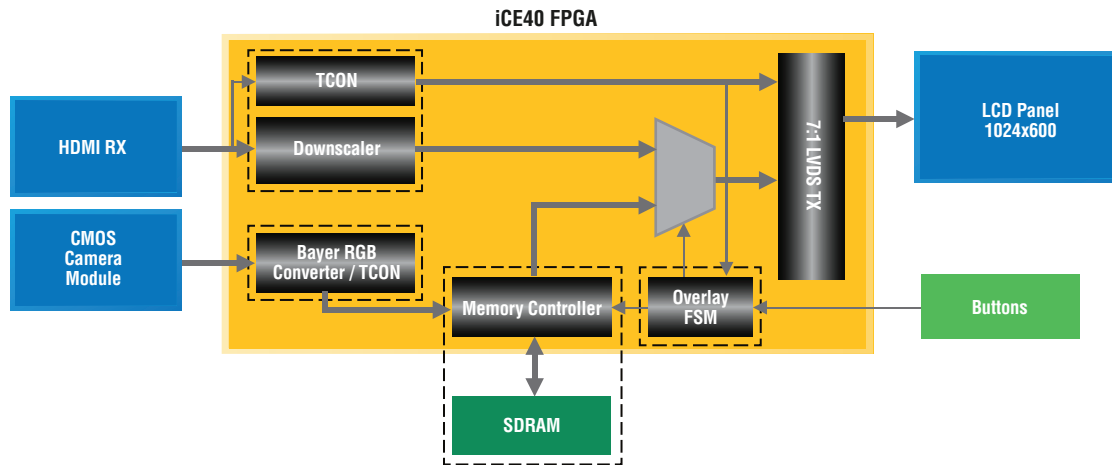 iCE40 FPGA
TCON
HDMI RX
Downscaler
7:1 LVDS TX
LCD Panel
1024x600
CMOS
Camera
Module
Bayer RGB
Converter / TCON
Memory Controller
Overlay
FSM
Buttons
SDRAM